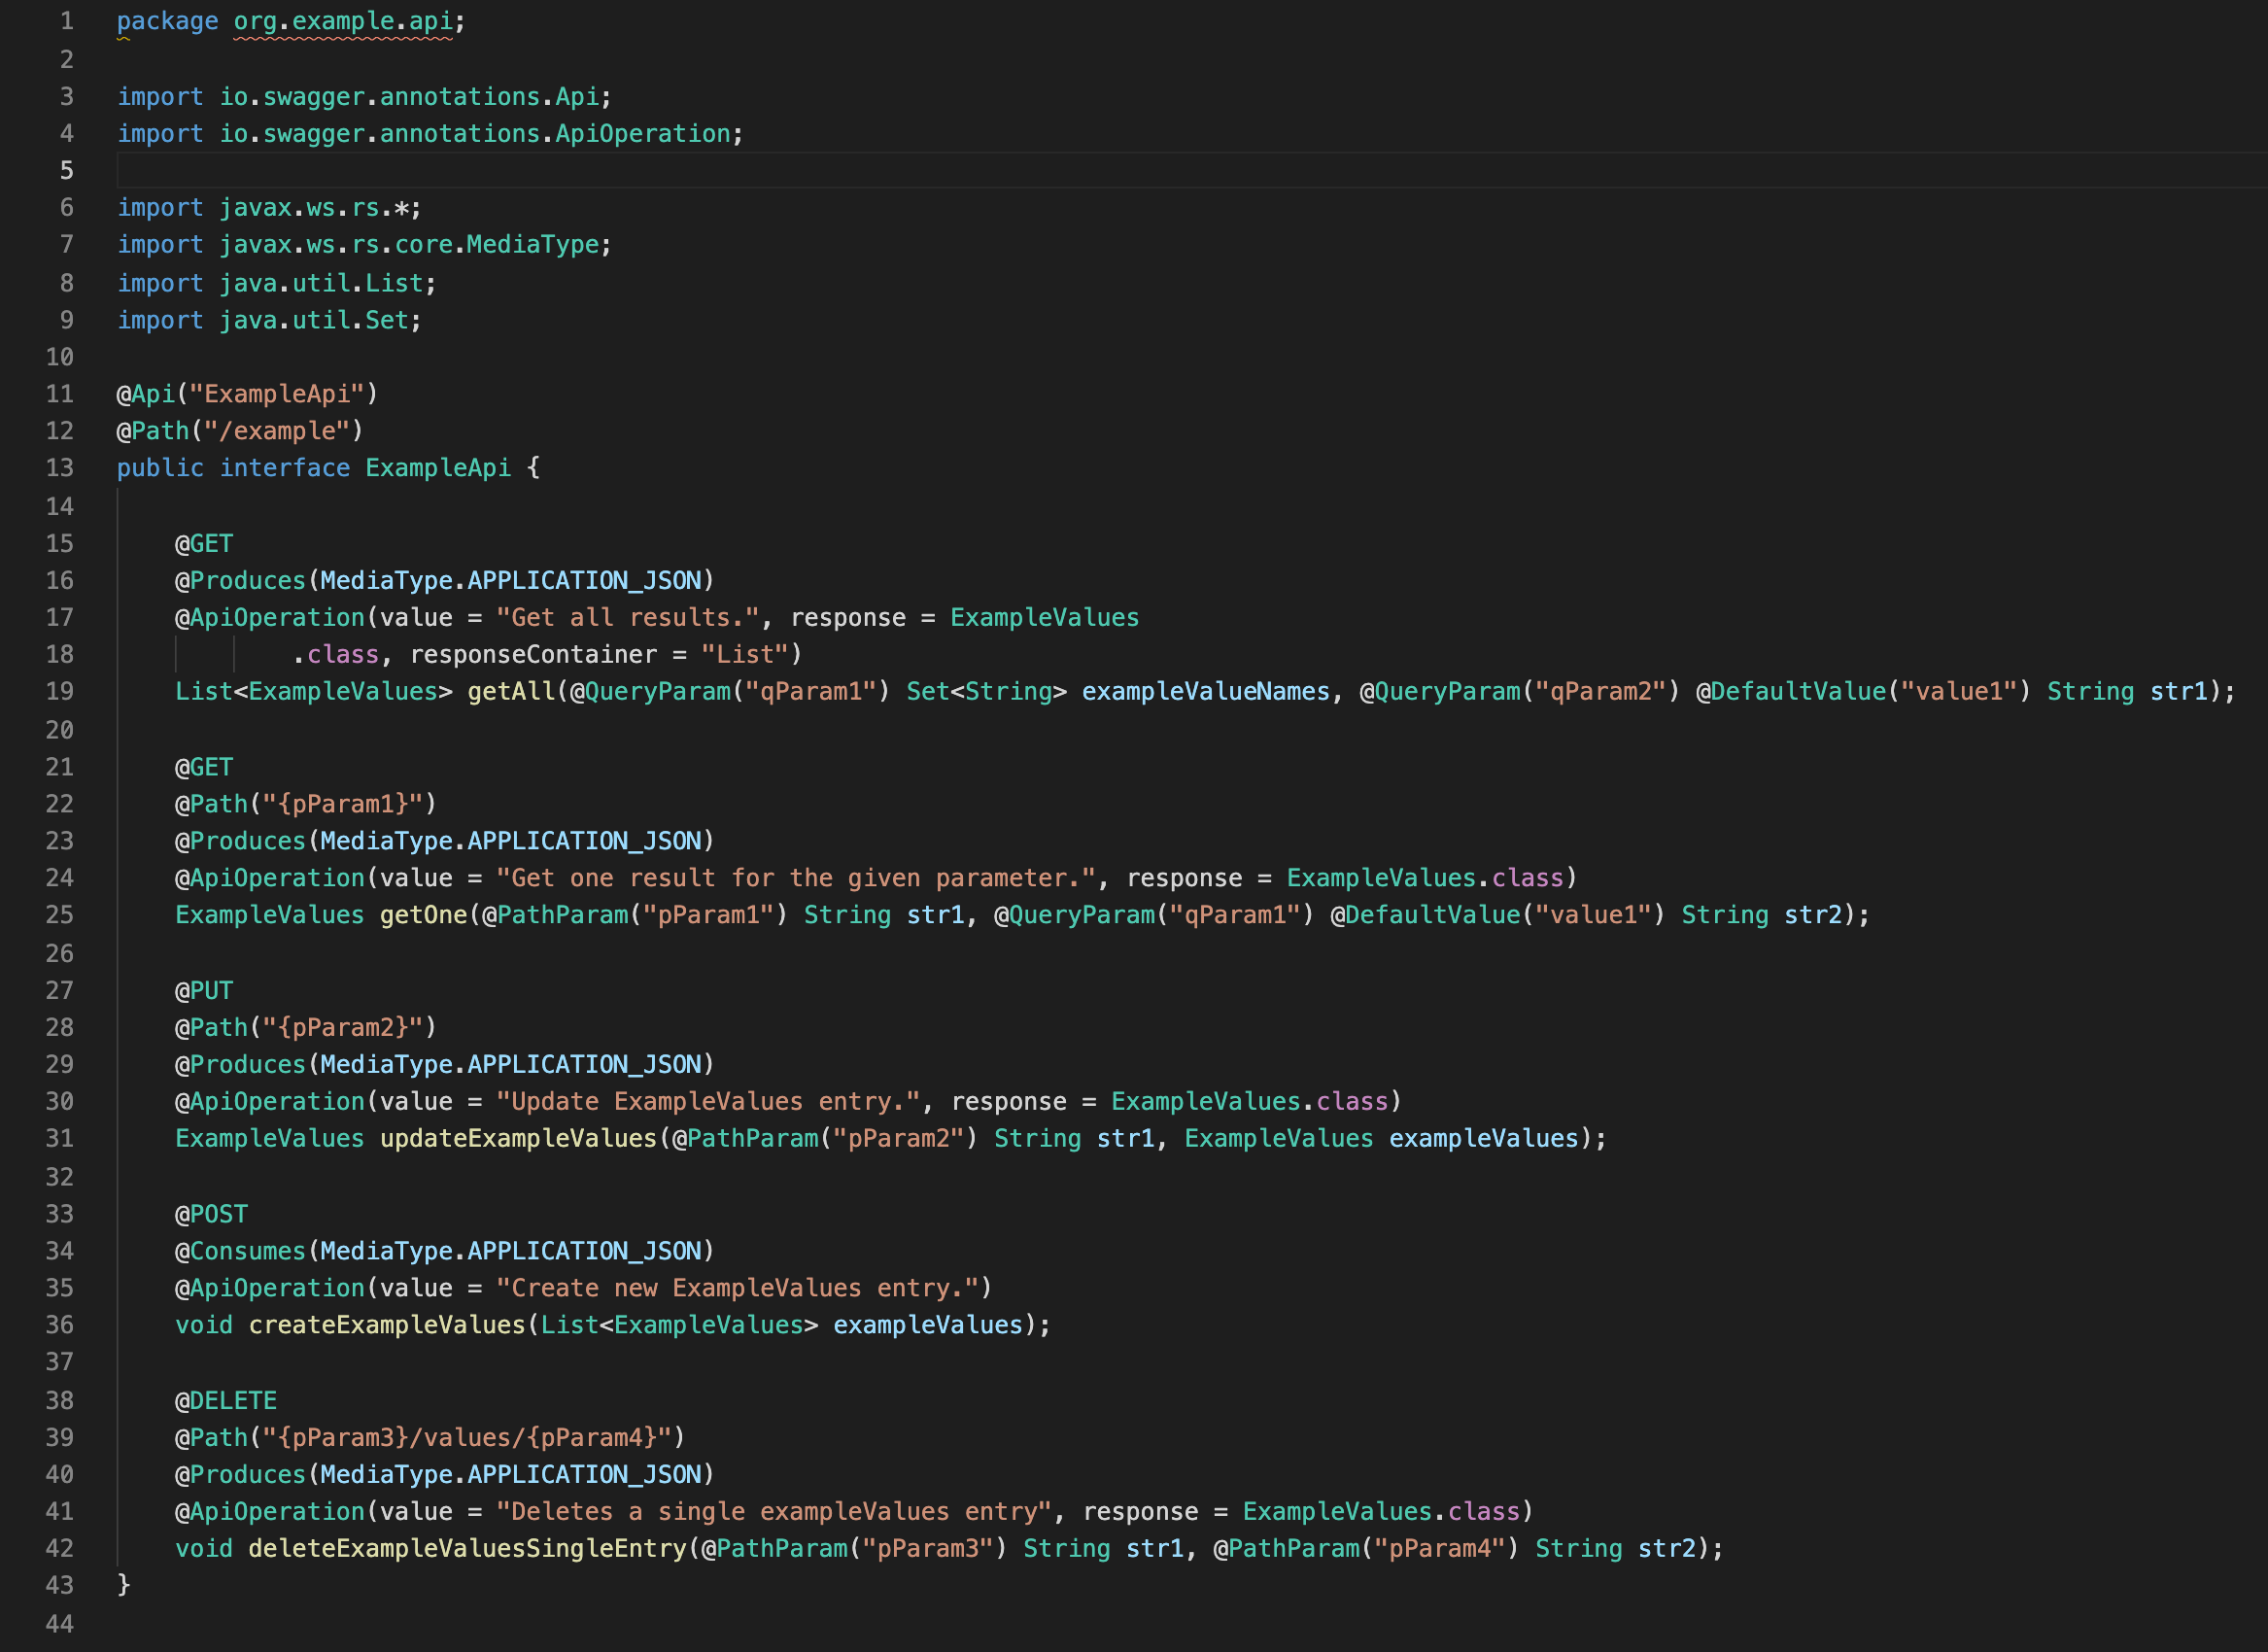 1 package org.example.api;
2
3 import io.swagger.annotations.Api;
4 import io.swagger.annotations.ApiOperation;
5
6 import javax.ws.rs.*;
7 import javax.ws.rs.core.MediaType;
8 import java.util.List;
9 import java.util.Set;
10
11 @Api("ExampleApi")
12 @Path("/example")
13 public interface ExampleApi {
14
15     @GET
16     @Produces(MediaType.APPLICATION_JSON)
17     @ApiOperation(value = "Get all results.", response = ExampleValues
18             .class, responseContainer = "List")
19     List<ExampleValues> getAll(@QueryParam("qParam1") Set<String> exampleValueNames, @QueryParam("qParam2") @DefaultValue("value1") String str1);
20
21     @GET
22     @Path("{pParam1}")
23     @Produces(MediaType.APPLICATION_JSON)
24     @ApiOperation(value = "Get one result for the given parameter.", response = ExampleValues.class)
25     ExampleValues getOne(@PathParam("pParam1") String str1, @QueryParam("qParam1") @DefaultValue("value1") String str2);
26
27     @PUT
28     @Path("{pParam2}")
29     @Produces(MediaType.APPLICATION_JSON)
30     @ApiOperation(value = "Update ExampleValues entry.", response = ExampleValues.class)
31     ExampleValues updateExampleValues(@PathParam("pParam2") String str1, ExampleValues exampleValues);
32
33     @POST
34     @Consumes(MediaType.APPLICATION_JSON)
35     @ApiOperation(value = "Create new ExampleValues entry.")
36     void createExampleValues(List<ExampleValues> exampleValues);
37
38     @DELETE
39     @Path("{pParam3}/values/{pParam4}")
40     @Produces(MediaType.APPLICATION_JSON)
41     @ApiOperation(value = "Deletes a single exampleValues entry", response = ExampleValues.class)
42     void deleteExampleValuesSingleEntry(@PathParam("pParam3") String str1, @PathParam("pParam4") String str2);
43 }
44